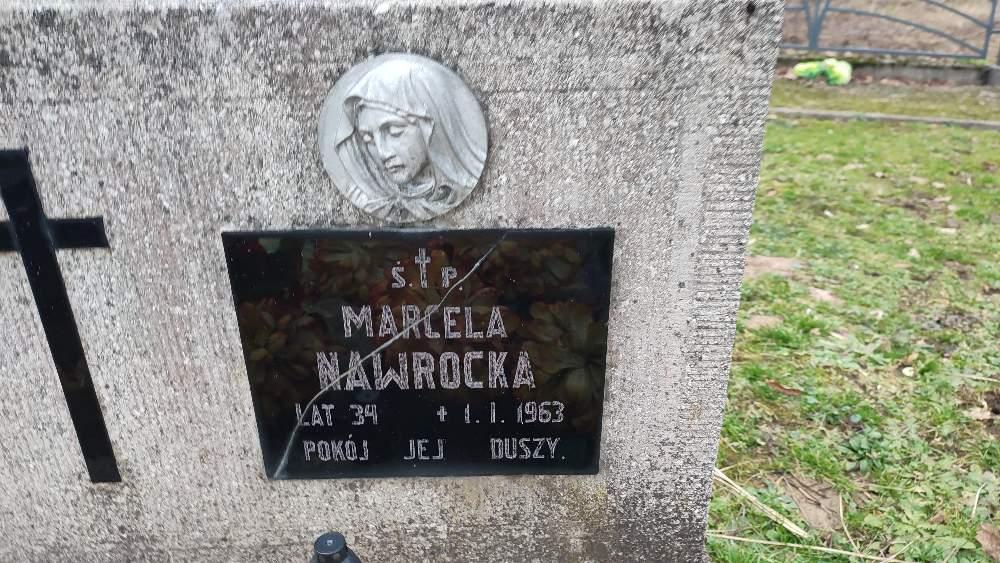 Ś. † P.
MARCELA
NAWROCKA
LAT 34 + 1. 1. 1963
POKÓJ JEJ DUSZY.